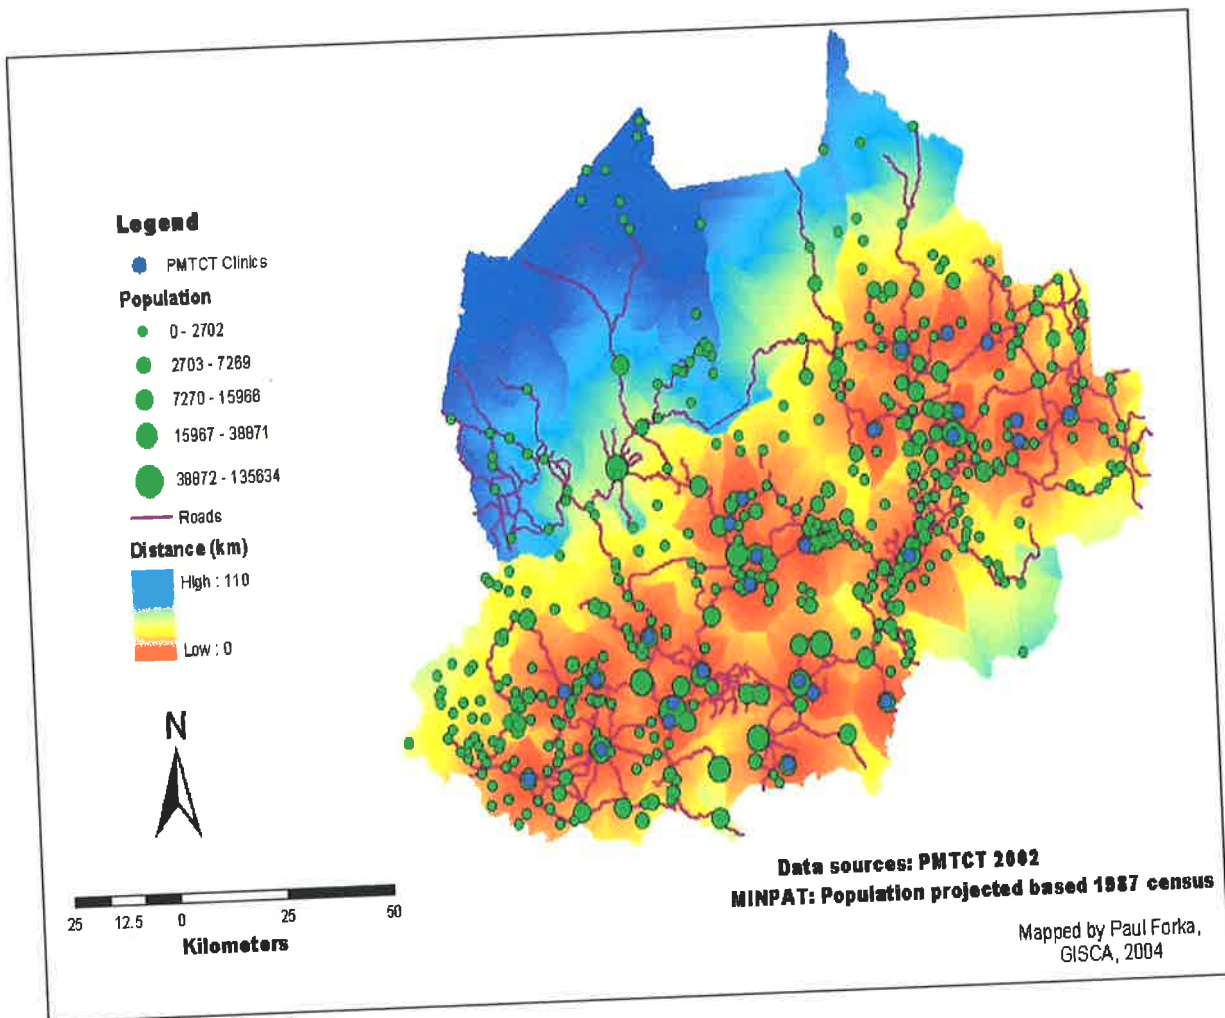 Legend
PMTCT Clinics
Population
0 - 2702
2703 - 7269
7270 - 15966
15967 - 38871
38872 - 135634
Roads
Distance (km)
High : 110
Low : 0
N
25 12.5 0 25 50
Kilometers
Data sources: PMTCT 2002
MINPAT: Population projected based 1987 census
Mapped by Paul Forka,
GISCA, 2004